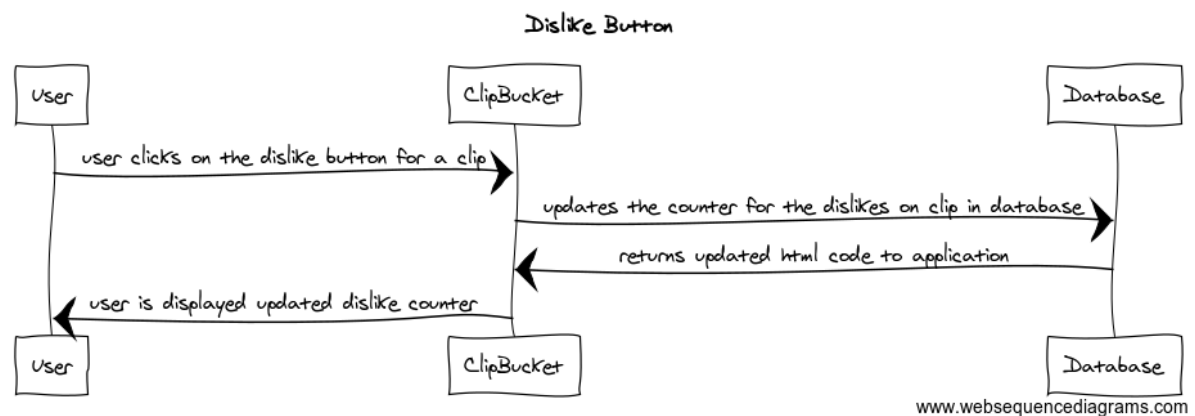 Dislike Button
User
ClipBucket
Database
user clicks on the dislike button for a clip
updates the counter for the dislikes on clip in database
returns updated html code to application
user is displayed updated dislike counter
User
ClipBucket
Database
www.websequencediagrams.com